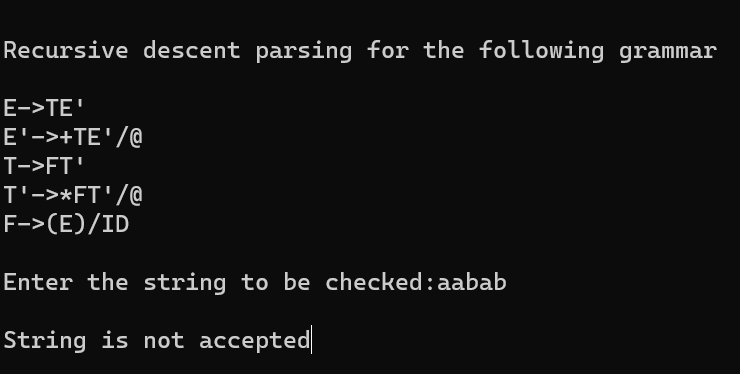 Recursive descent parsing for the following grammar
E->TE'
E'->+TE'/@
T->FT'
T'->*FT'/@
F->(E)/ID
Enter the string to be checked:aabab
String is not accepted